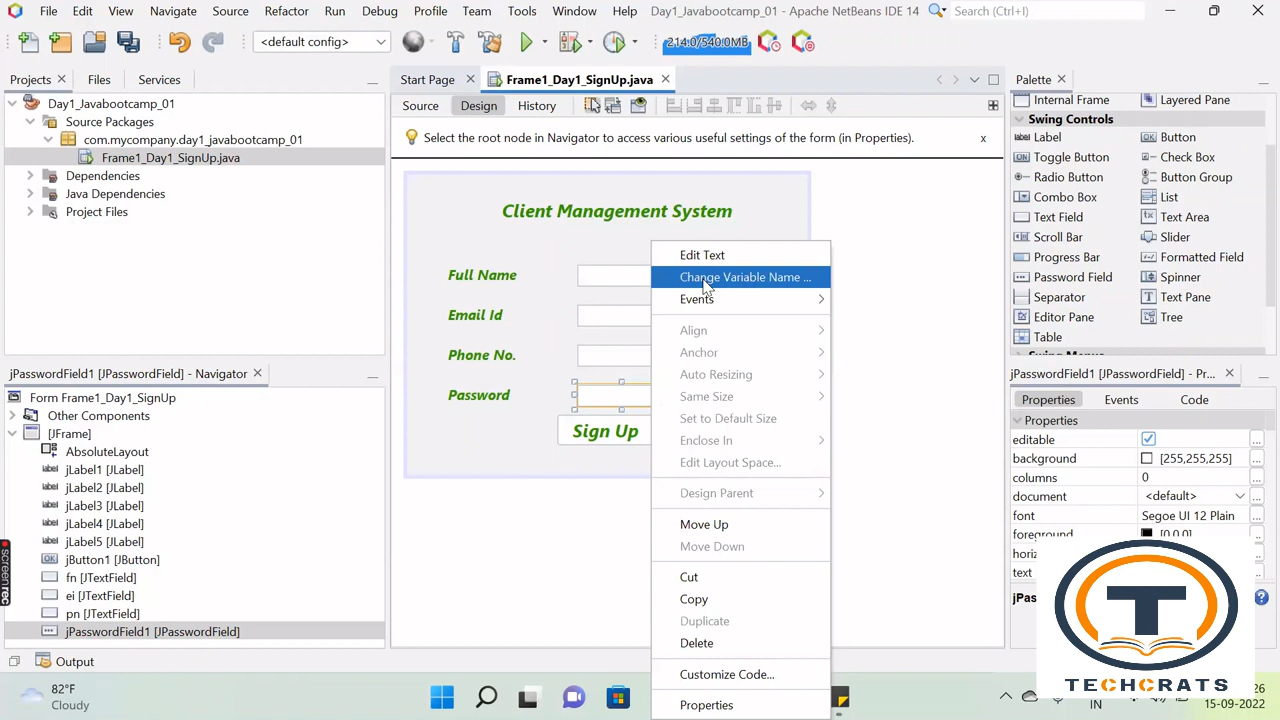 File Edit View Navigate Source Refactor Run Debug Profile Team Tools Window Help Day1_Javabootcamp_01 - Apache NetBeans IDE 14 Search (Ctrl+I)
<default config> 214.0/540.0MB
Projects Files Services
Start Page Frame1_Day1_SignUp.java
Palette
Day1_Javabootcamp_01
Source Packages
com.mycompany.day1_javabootcamp_01
Frame1_Day1_SignUp.java
Dependencies
Java Dependencies
Project Files
Source Design History
Select the root node in Navigator to access various useful settings of the form (in Properties). x
Client Management System
Full Name
Email Id
Phone No.
Password
Sign Up
Edit Text
Change Variable Name ...
Events
Align
Anchor
Auto Resizing
Same Size
Set to Default Size
Enclose In
Edit Layout Space...
Design Parent
Move Up
Move Down
Cut
Copy
Duplicate
Delete
Customize Code...
Properties
Internal Frame Layered Pane
Swing Controls
Label Button
Toggle Button Check Box
Radio Button Button Group
Combo Box List
Text Field Text Area
Scroll Bar Slider
Progress Bar Formatted Field
Password Field Spinner
Separator Text Pane
Editor Pane Tree
Table
jPasswordField1 [JPasswordField] - Navigator
Form Frame1_Day1_SignUp
Other Components
[JFrame]
AbsoluteLayout
jLabel1 [JLabel]
jLabel2 [JLabel]
jLabel3 [JLabel]
jLabel4 [JLabel]
jLabel5 [JLabel]
jButton1 [JButton]
fn [JTextField]
ei [JTextField]
pn [JTextField]
jPasswordField1 [JPasswordField]
jPasswordField1 [JPasswordField] - Pr...
Properties Events Code
Properties
editable
background [255,255,255]
columns 0
document <default>
font Segoe UI 12 Plain
foreground [0,0,0]
text
Output
screenrec
T
TECHCRATS
82°F
Cloudy
IN
15-09-2022